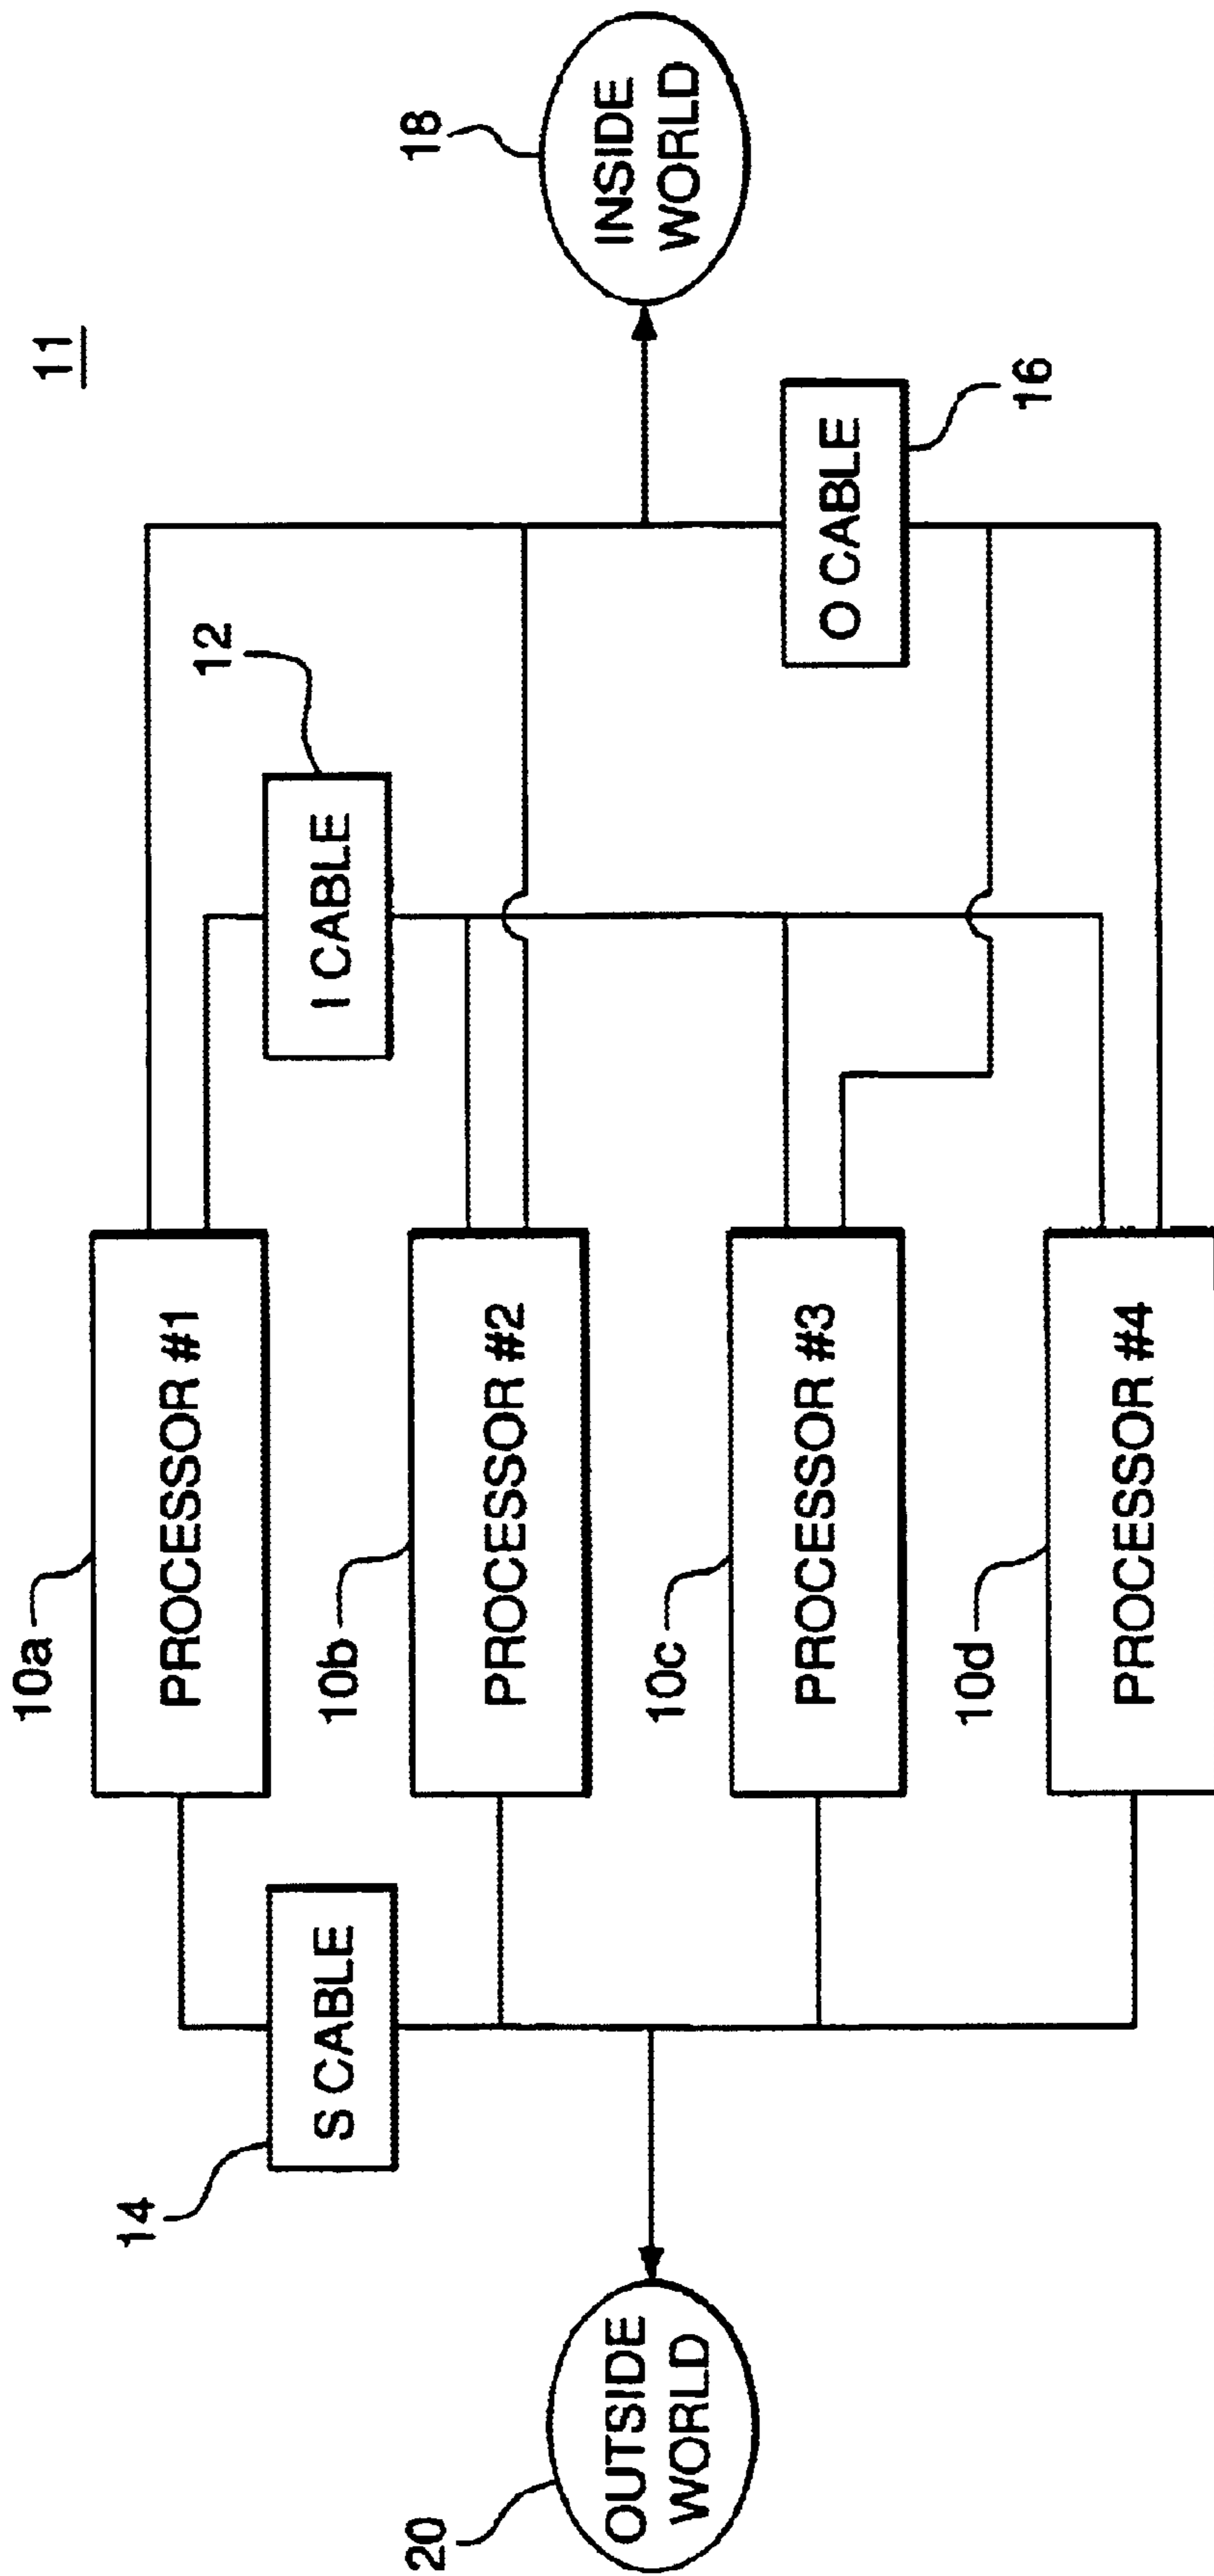 11
10a
PROCESSOR #1
10b
PROCESSOR #2
10c
PROCESSOR #3
10d
PROCESSOR #4
14
S CABLE
12
I CABLE
16
O CABLE
18
INSIDE
WORLD
20
OUTSIDE
WORLD